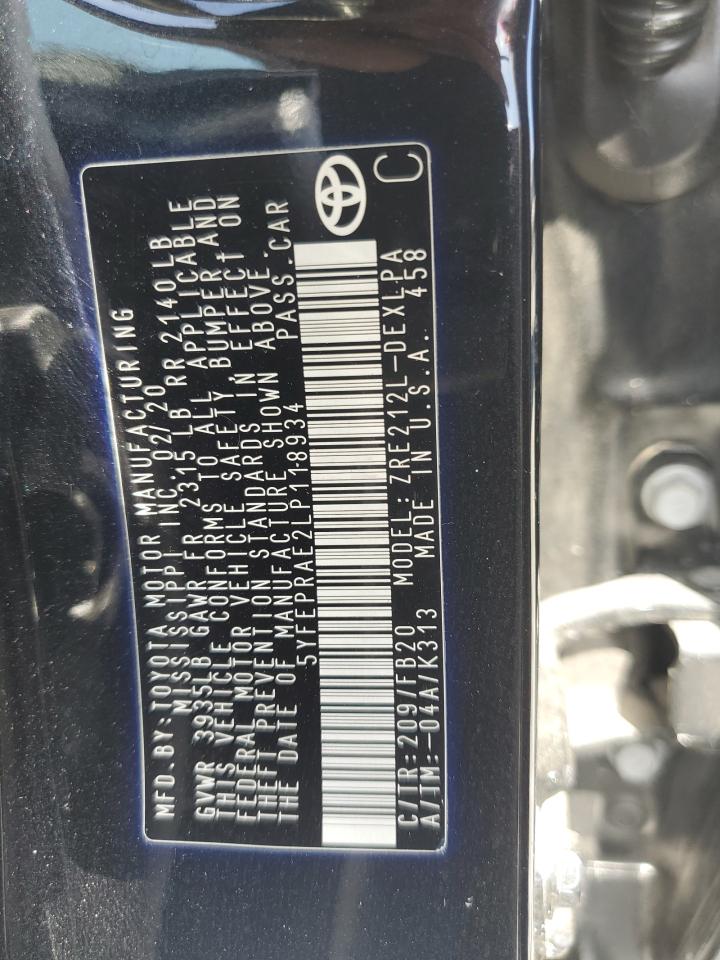 MFD. BY: TOYOTA MOTOR MANUFACTURING
MISSISSIPPI INC. 02/20
GVWR 3935LB GAWR FR 2315 LB RR 2140LB
THIS VEHICLE CONFORMS TO ALL APPLICABLE
FEDERAL MOTOR VEHICLE SAFETY, BUMPER AND
THEFT PREVENTION STANDARDS IN EFFECT ON
THE DATE OF MANUFACTURE SHOWN ABOVE.
5YFEPRAE2LP118934 PASS. CAR
C/TR: 209/FB20 MODEL: ZRE212L-DEXLPA
A/TM: -04A/K313 MADE IN U.S.A. 458
C